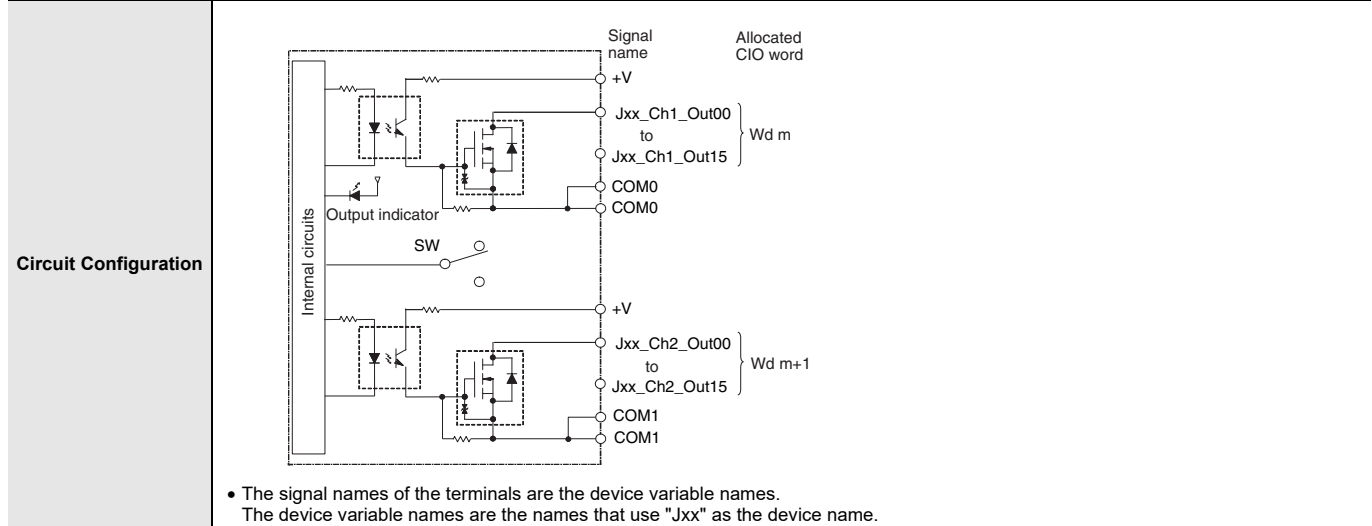 Circuit Configuration
Signal name
Allocated CIO word
+V
Jxx_Ch1_Out00
to
Jxx_Ch1_Out15
Wd m
COM0
COM0
Internal circuits
Output indicator
SW
+V
Jxx_Ch2_Out00
to
Jxx_Ch2_Out15
Wd m+1
COM1
COM1
• The signal names of the terminals are the device variable names.
The device variable names are the names that use "Jxx" as the device name.